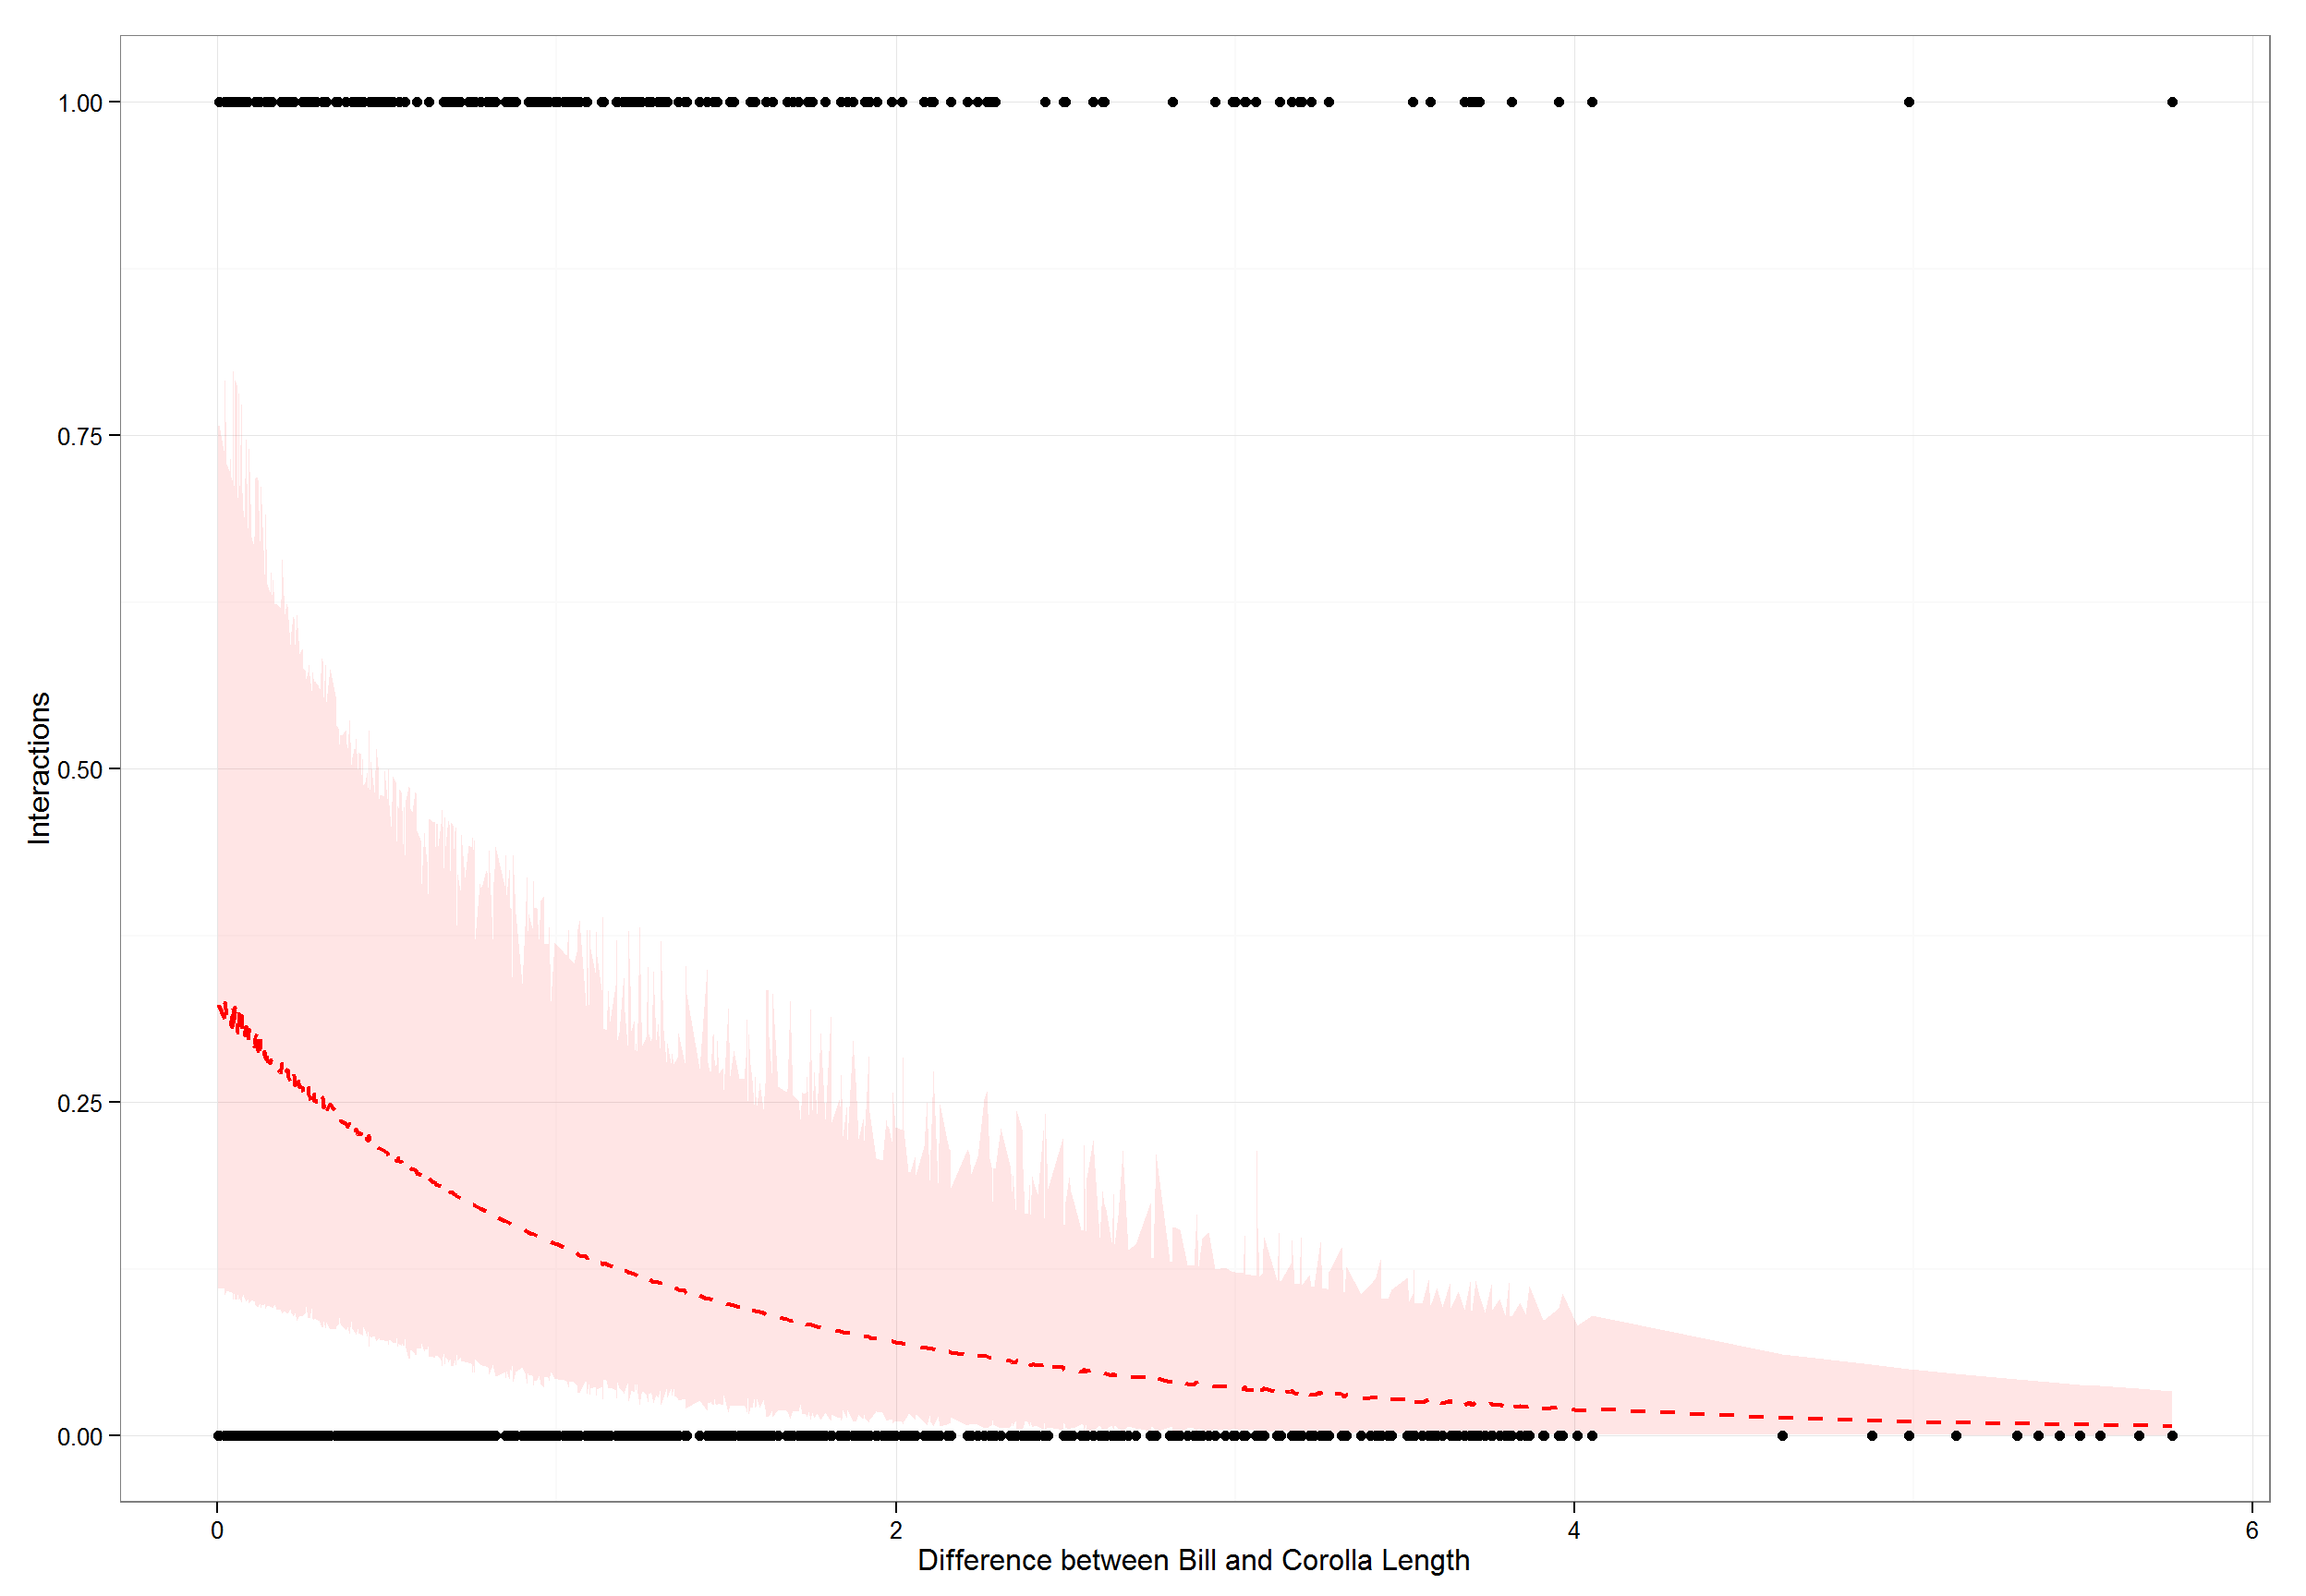 1.00
0.75
0.50
0.25
0.00
Interactions
0 2 4 6
Difference between Bill and Corolla Length